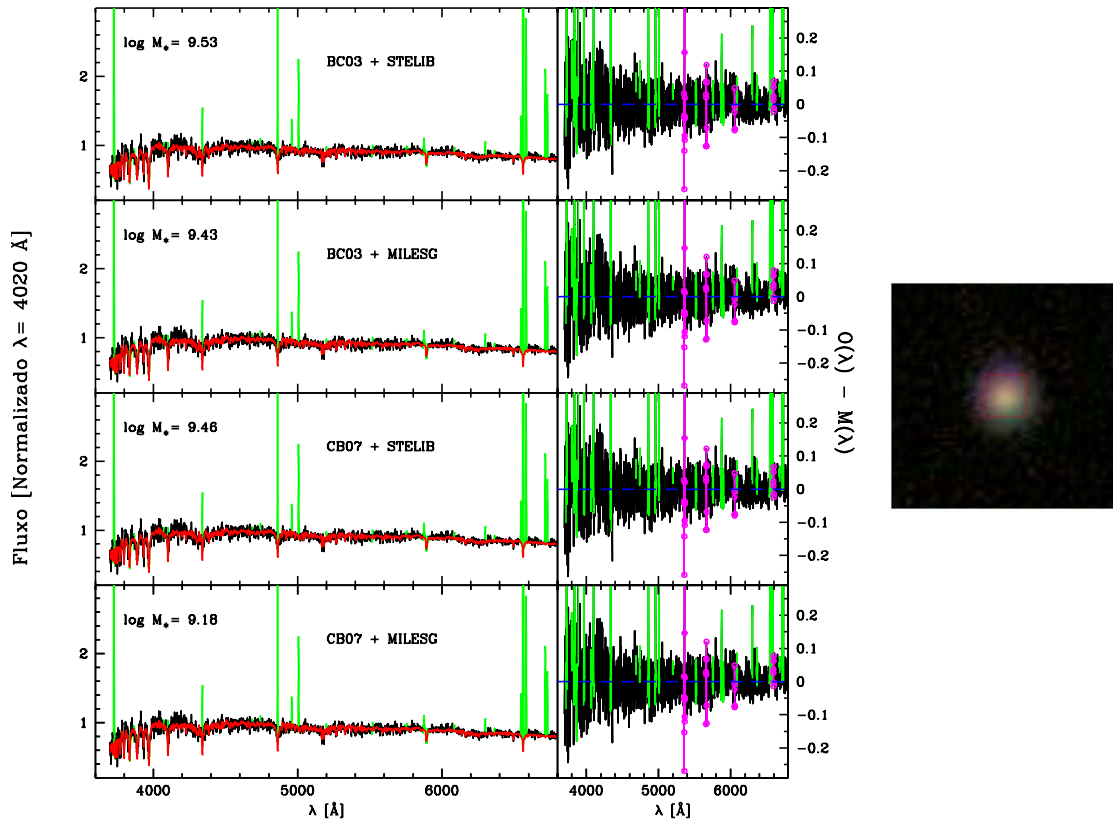 Fluxo [Normalizado λ= 4020 Å]
log M*= 9.53
BC03 + STELIB
2
1
0.2
0.1
0
-0.1
-0.2
log M*= 9.43
BC03 + MILESG
2
1
0.2
0.1
0
-0.1
-0.2
log M*= 9.46
CB07 + STELIB
2
1
0.2
0.1
0
-0.1
-0.2
log M*= 9.18
CB07 + MILESG
2
1
0.2
0.1
0
-0.1
-0.2
O(λ) - M(λ)
4000 5000 6000
λ [Å]
4000 5000 6000
λ [Å]